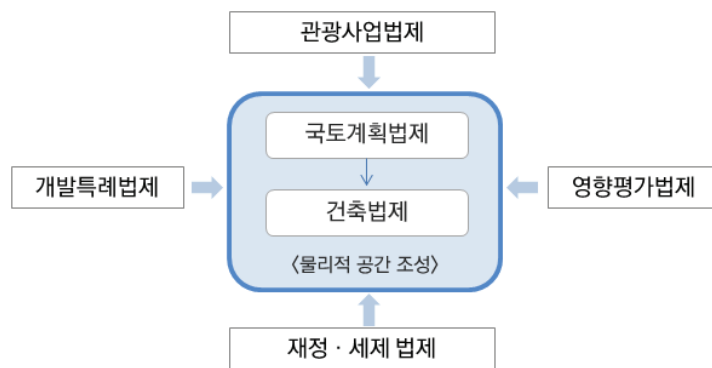 관광사업법제
국토계획법제
개발특례법제
영향평가법제
건축법제
〈물리적 공간 조성〉
재정 · 세제 법제